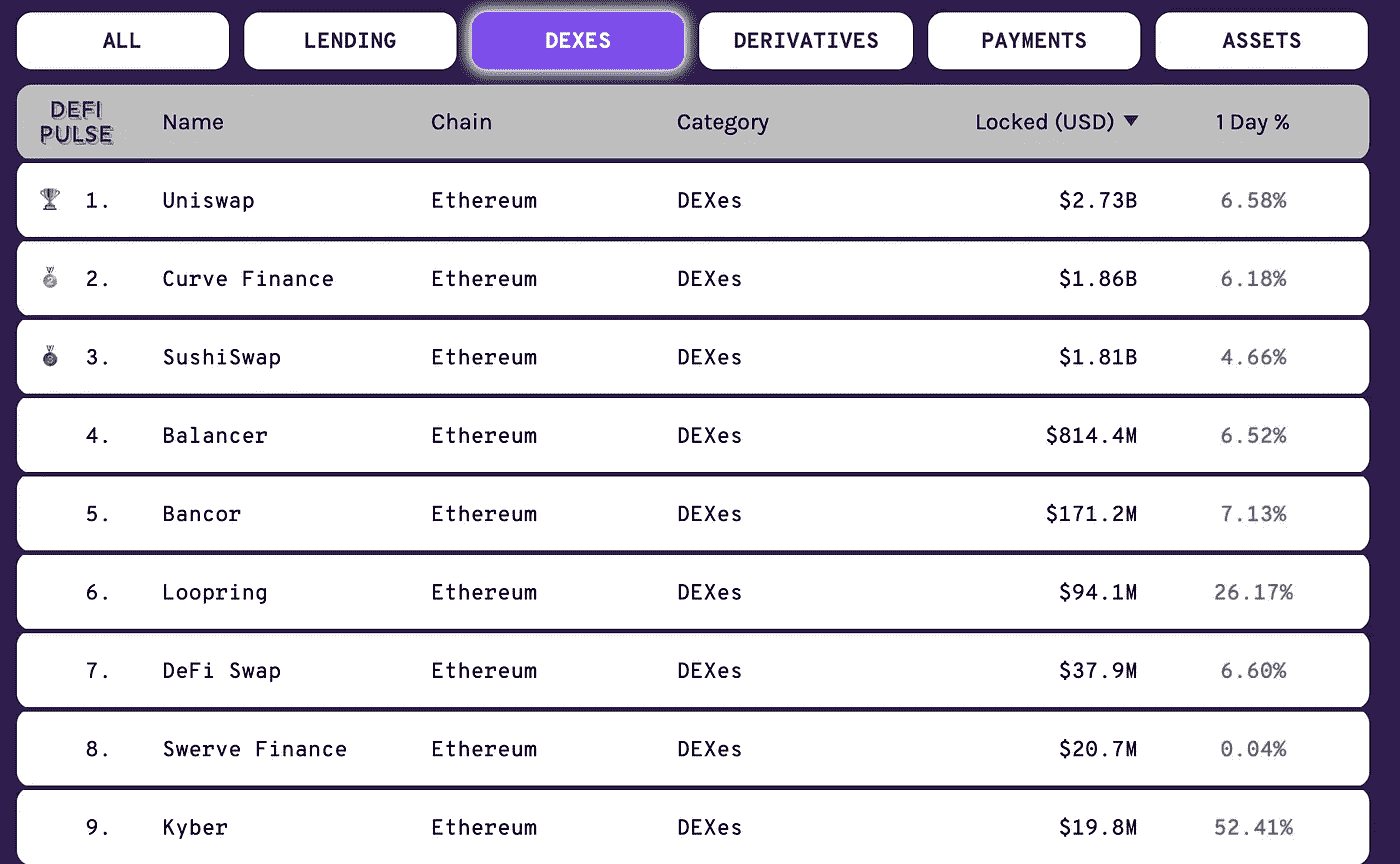 ALL LENDING DEXES DERIVATIVES PAYMENTS ASSETS
DEFI PULSE Name Chain Category Locked (USD) ▼ 1 Day %
1. Uniswap Ethereum DEXes $2.73B 6.58%
2. Curve Finance Ethereum DEXes $1.86B 6.18%
3. SushiSwap Ethereum DEXes $1.81B 4.66%
4. Balancer Ethereum DEXes $814.4M 6.52%
5. Bancor Ethereum DEXes $171.2M 7.13%
6. Loopring Ethereum DEXes $94.1M 26.17%
7. DeFi Swap Ethereum DEXes $37.9M 6.60%
8. Swerve Finance Ethereum DEXes $20.7M 0.04%
9. Kyber Ethereum DEXes $19.8M 52.41%